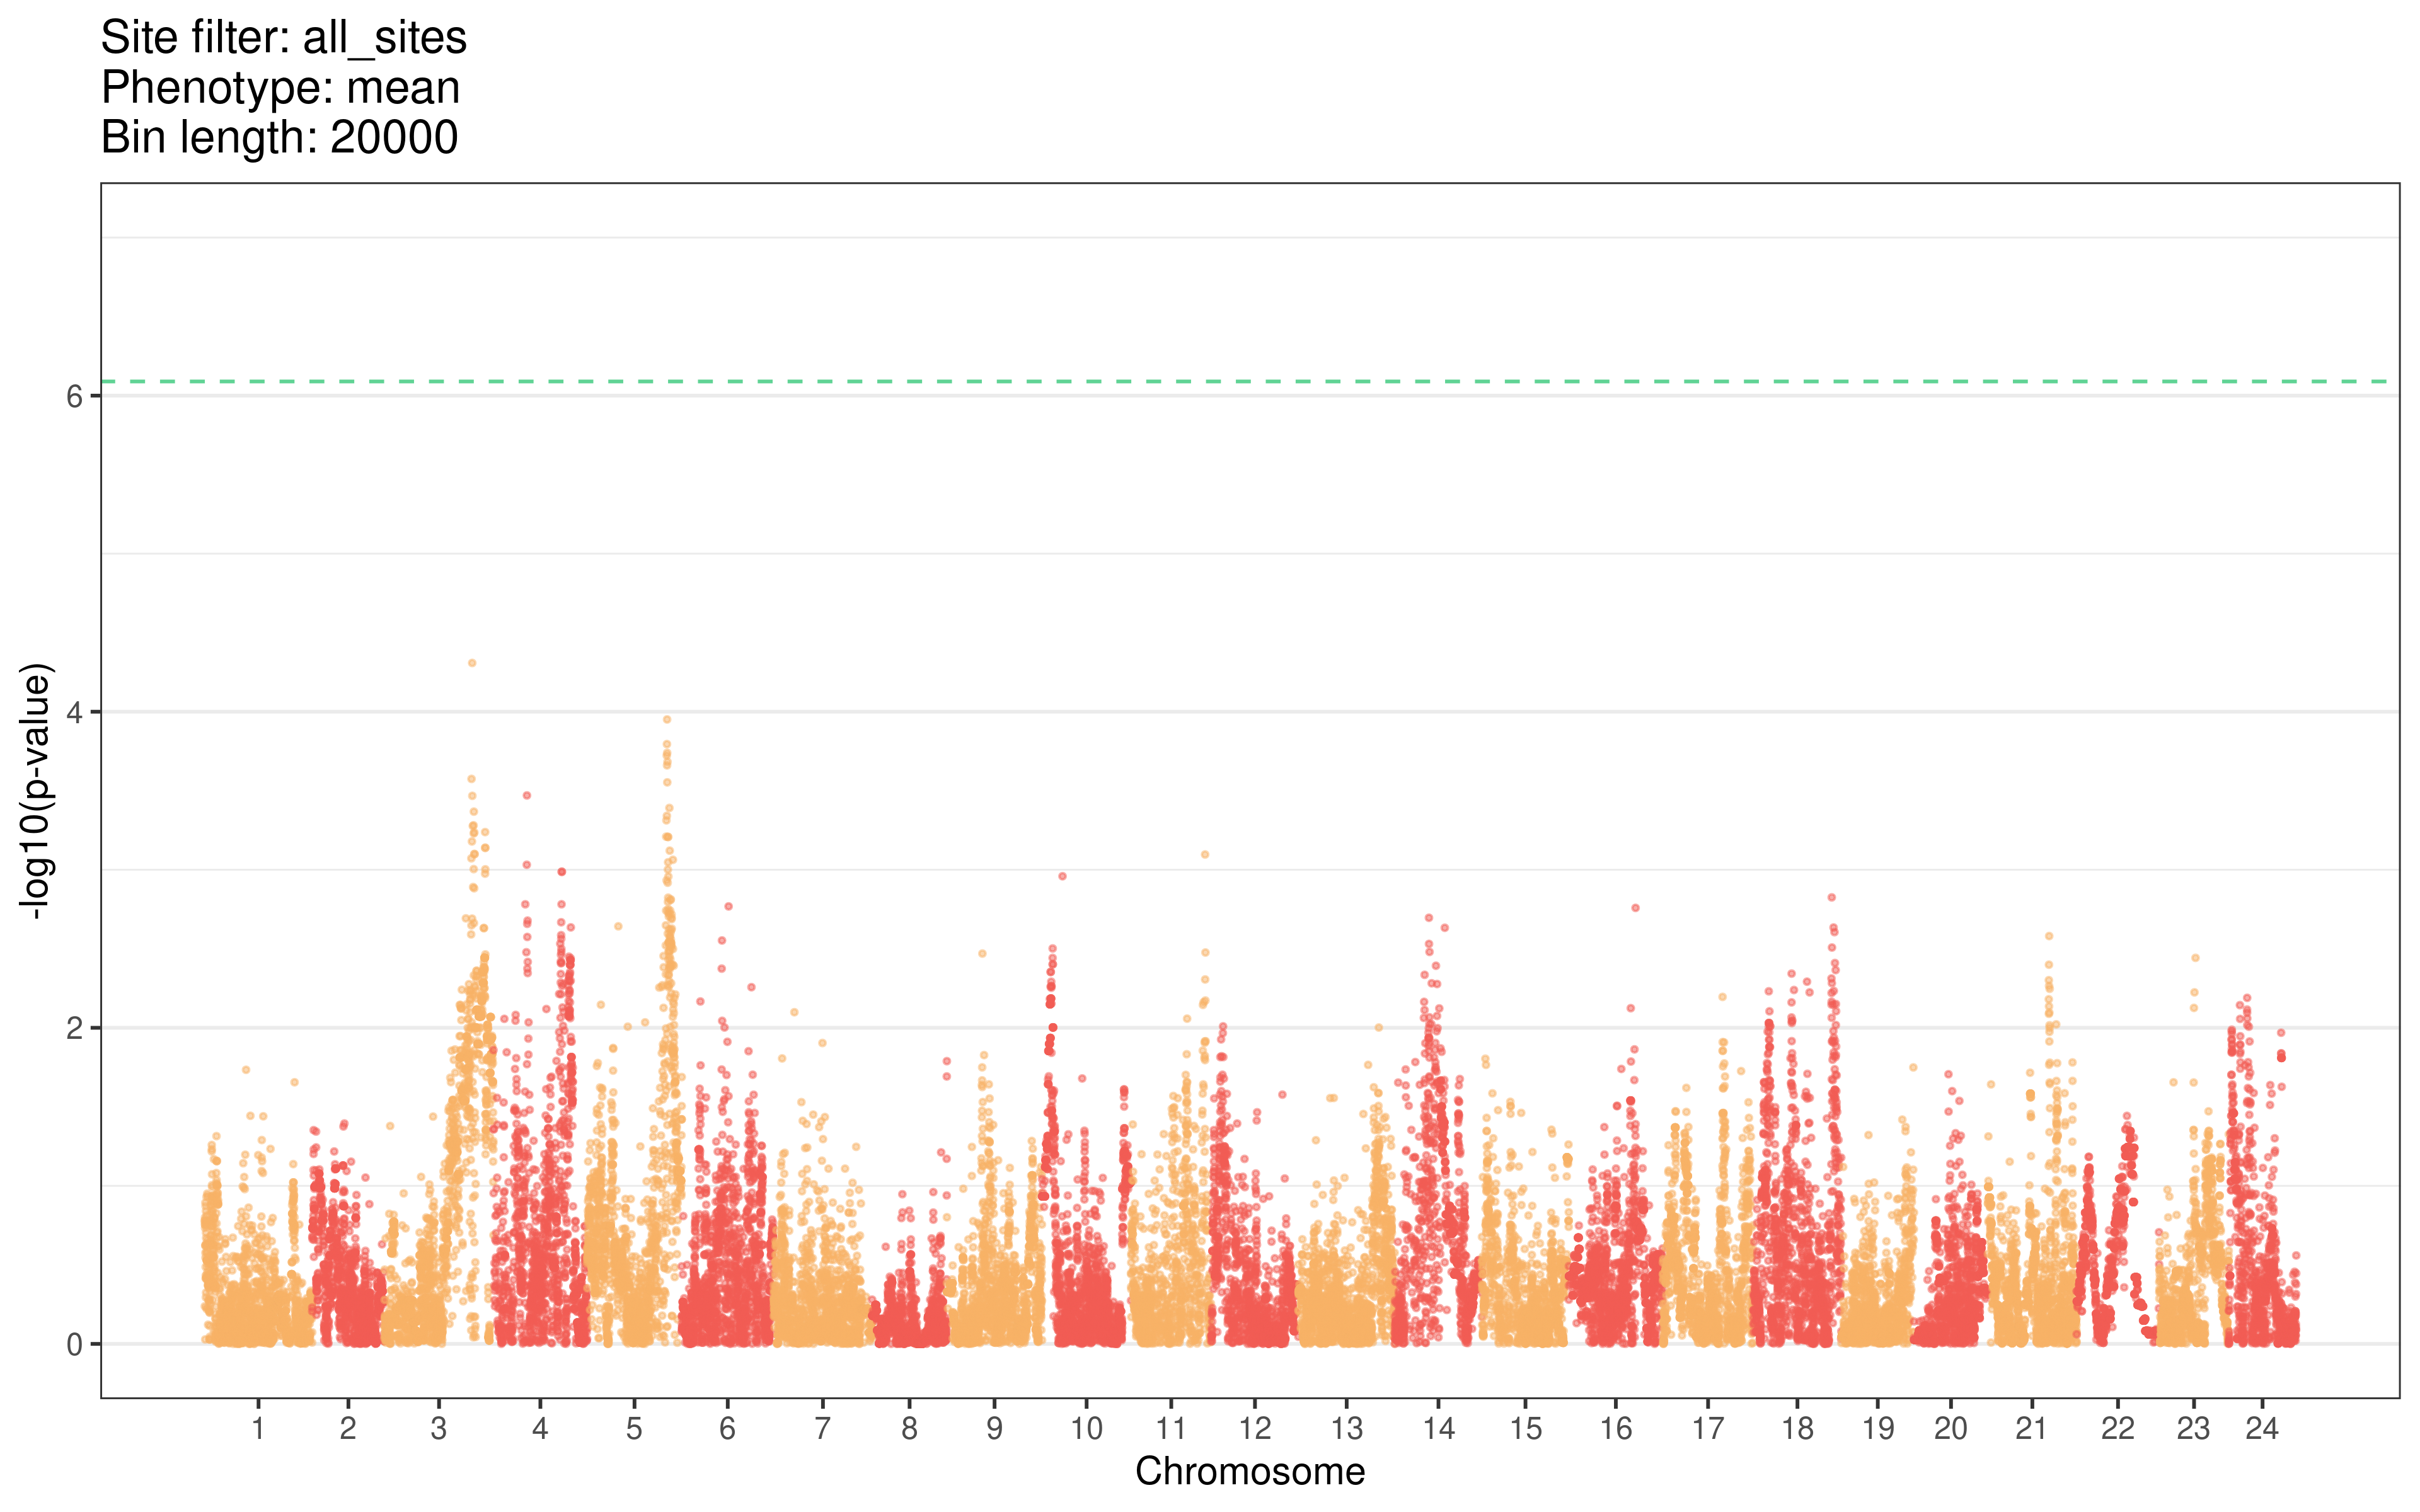 Site filter: all_sites
Phenotype: mean
Bin length: 20000
6
4
2
0
-log10(p-value)
1 2 3 4 5 6 7 8 9 10 11 12 13 14 15 16 17 18 19 20 21 22 23 24
Chromosome